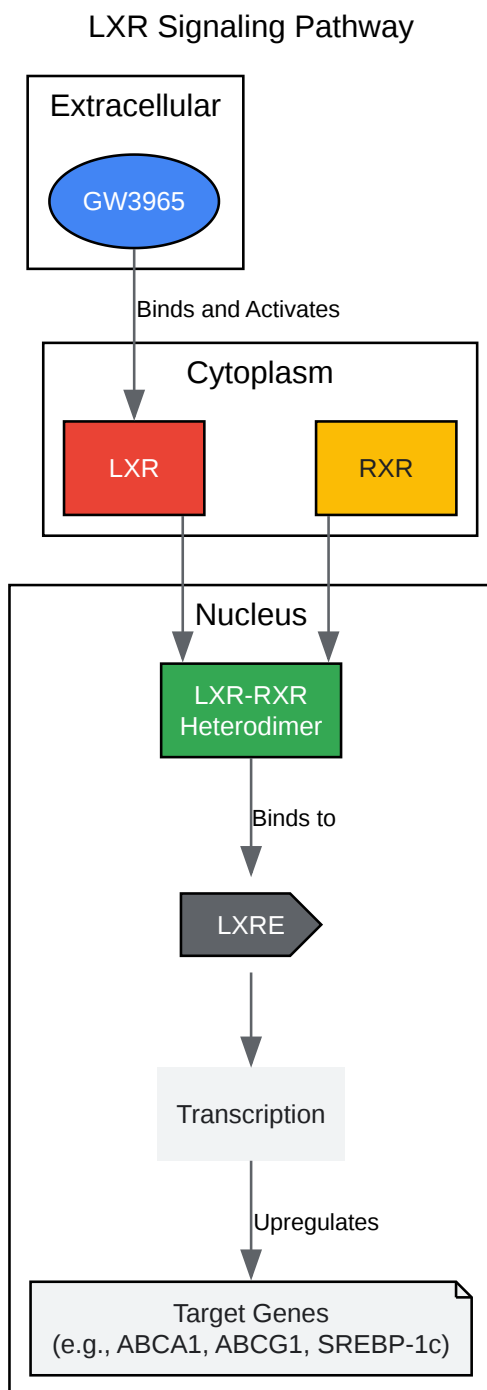 LXR Signaling Pathway
Extracellular
GW3965
Binds and Activates
Cytoplasm
LXR
RXR
Nucleus
LXR-RXR
Heterodimer
Binds to
LXRE
Transcription
Upregulates
Target Genes
(e.g., ABCA1, ABCG1, SREBP-1c)